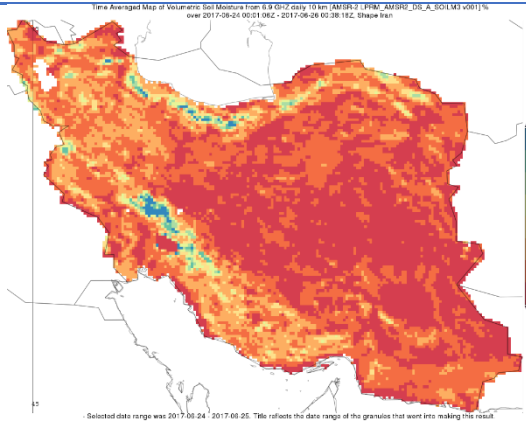 Time Averaged Map of Volumetric Soil Moisture from 6.9 GHZ daily 10 km [AMSR-2 LPRM_AMSR2_DS_A_SOILM3 v001] %
over 2017-06-24 00:01:06Z - 2017-06-26 00:38:18Z, Shape Iran
- Selected date range was 2017-06-24 - 2017-06-25. Title reflects the date range of the granules that went into making this result